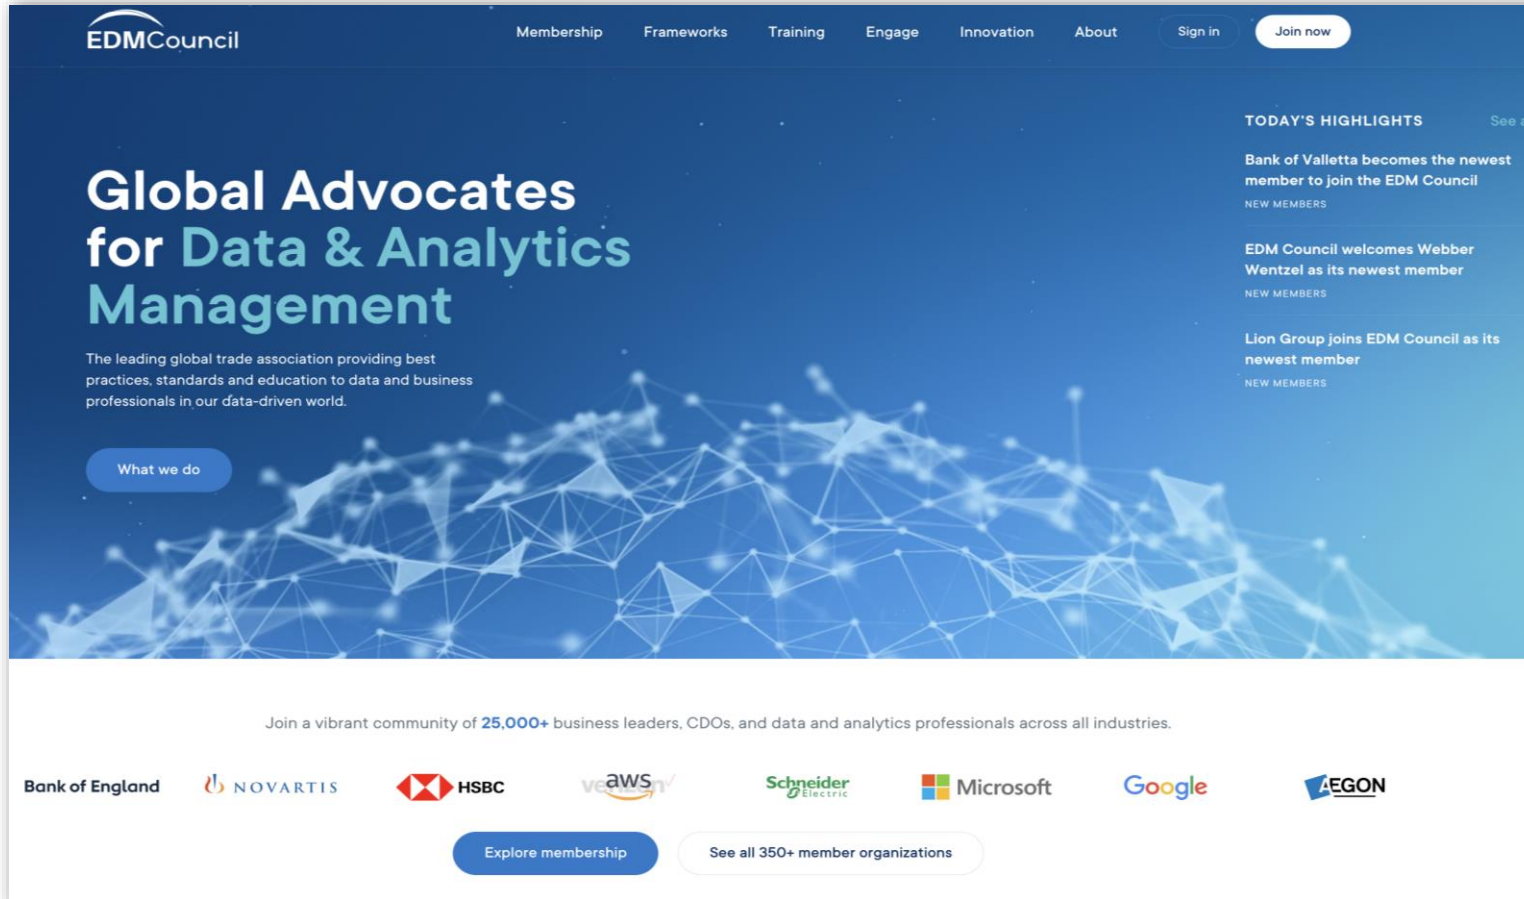 EDMCouncil
Membership Frameworks Training Engage Innovation About Sign in Join now
Global Advocates
for Data & Analytics
Management
The leading global trade association providing best
practices, standards and education to data and business
professionals in our data-driven world.
What we do
TODAY'S HIGHLIGHTS See a
Bank of Valletta becomes the newest
member to join the EDM Council
NEW MEMBERS
EDM Council welcomes Webber
Wentzel as its newest member
NEW MEMBERS
Lion Group joins EDM Council as its
newest member
NEW MEMBERS
Join a vibrant community of 25,000+ business leaders, CDOs, and data and analytics professionals across all industries.
Bank of England NOVARTIS HSBC aws Schneider Electric Microsoft Google AEGON
Explore membership See all 350+ member organizations